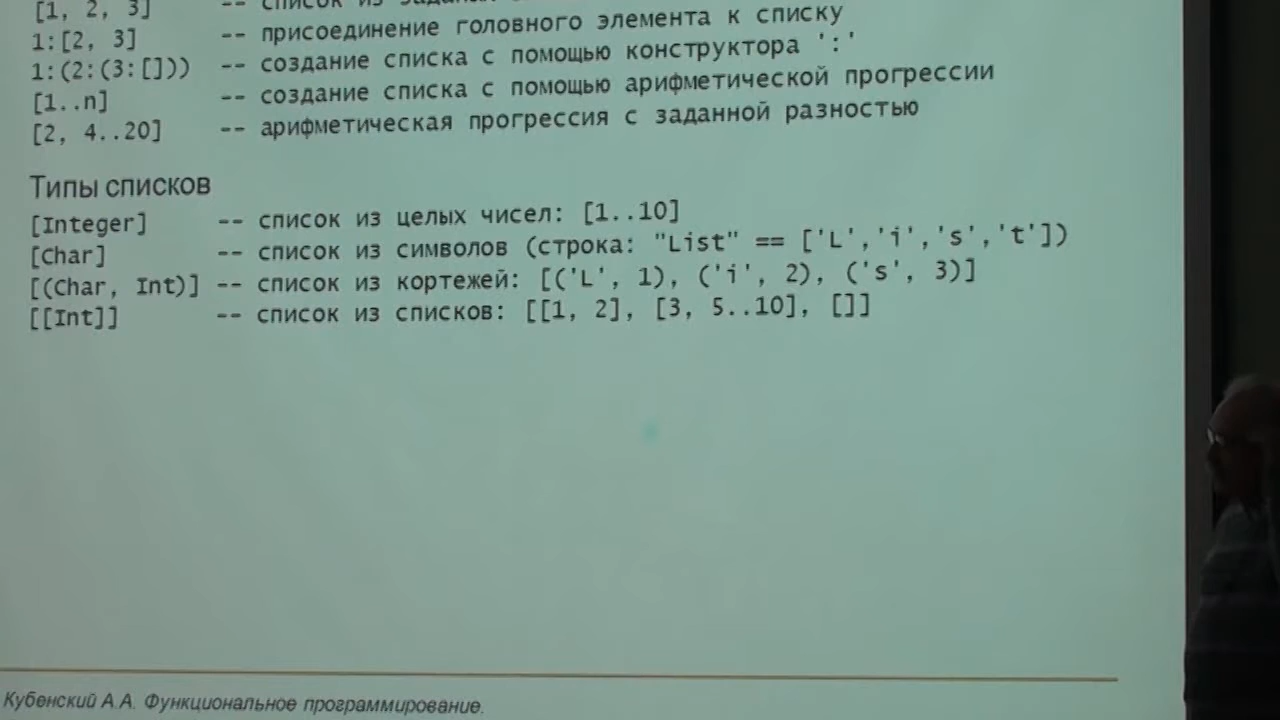 [1, 2, 3] -- список из
1:[2, 3] -- присоединение головного элемента к списку
1:(2:(3:[])) -- создание списка с помощью конструктора ':'
[1..n] -- создание списка с помощью арифметической прогрессии
[2, 4..20] -- арифметическая прогрессия с заданной разностью
Типы списков
[Integer] -- список из целых чисел: [1..10]
[Char] -- список из символов (строка: "List" == ['L','i','s','t'])
[(Char, Int)] -- список из кортежей: [('L', 1), ('i', 2), ('s', 3)]
[[Int]] -- список из списков: [[1, 2], [3, 5..10], []]
Кубенский А.А. Функциональное программирование.